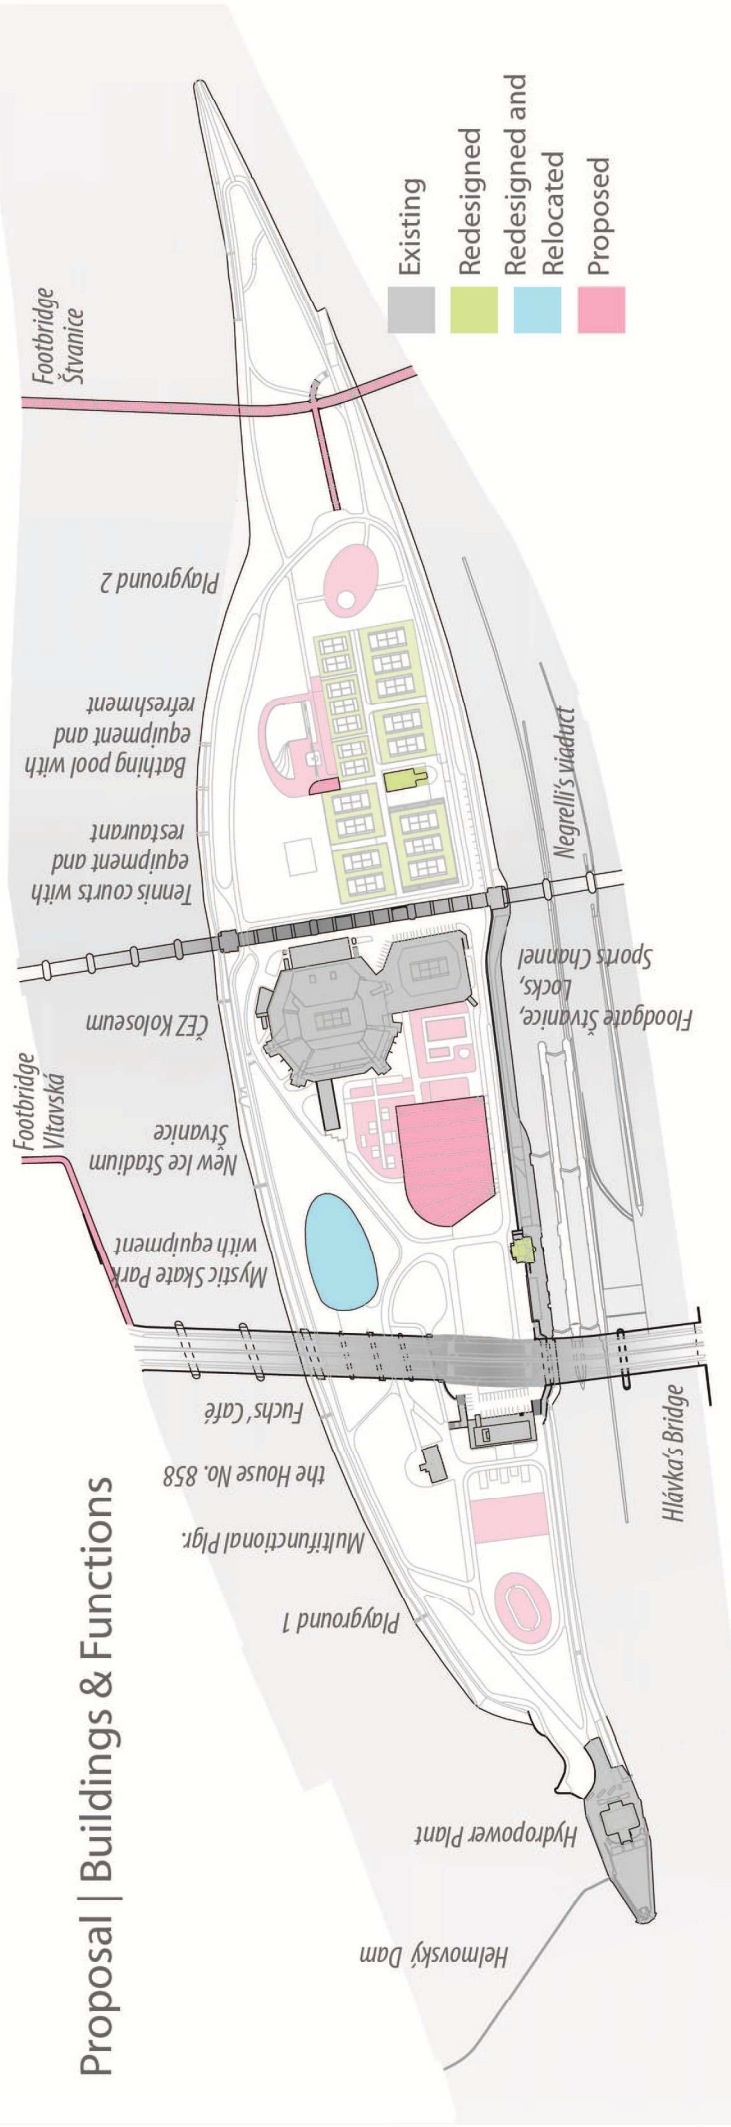 Proposal | Buildings & Functions
Existing
Redesigned
Redesigned and
Relocated
Proposed
Helmovský Dam
Hydropower Plant
Playground 1
Multifunctional Plgr.
the House No. 858
Fuchs' Café
Hlávka's Bridge
Mystic Skate Park
with equipment
New Ice Stadium
Štvanice
Footbridge
Vltavská
ČEZ Koloseum
Floodgate Štvanice,
Locks,
Sports Channel
Negrelli's viaduct
Tennis courts with
equipment and
restaurant
Bathing pool with
equipment and
refreshment
Playground 2
Footbridge
Štvanice